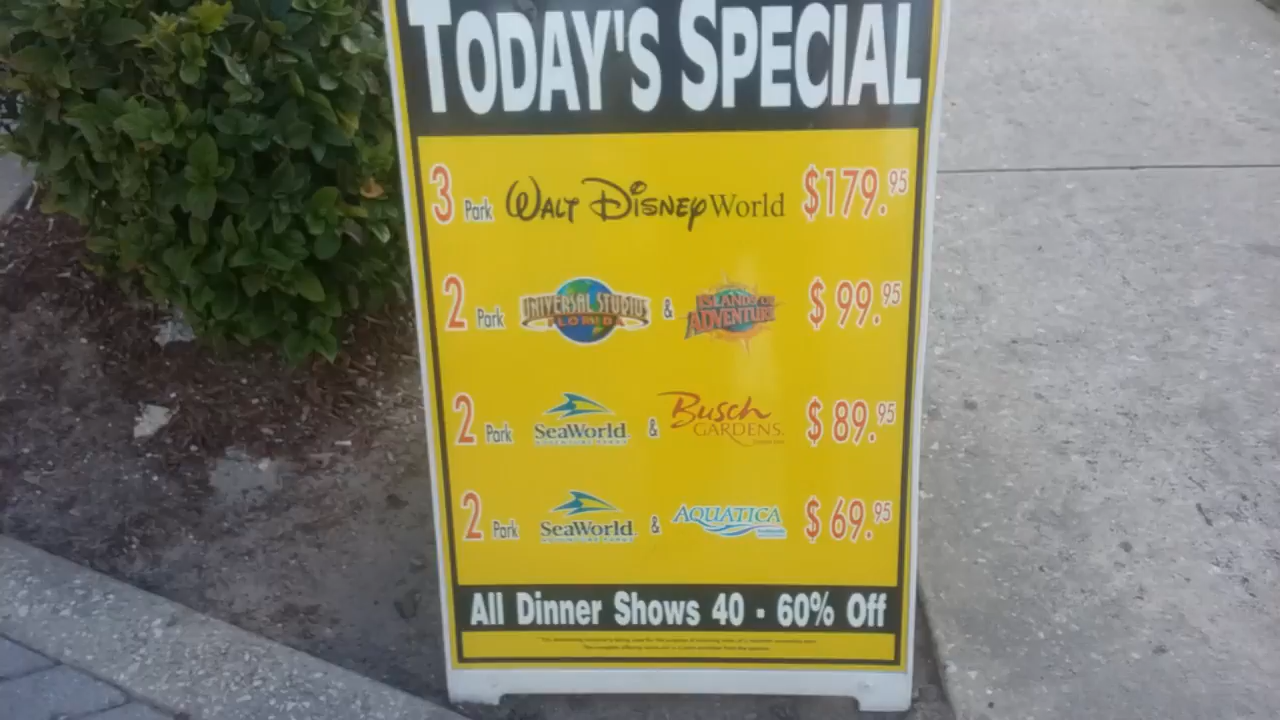 TODAY'S SPECIAL
3 Park WALT DISNEY World $179.95
2 Park UNIVERSAL STUDIOS FLORIDA & ISLANDS OF ADVENTURE $99.95
2 Park SeaWorld & Busch GARDENS $89.95
2 Park SeaWorld & AQUATICA $69.95
All Dinner Shows 40 - 60% Off